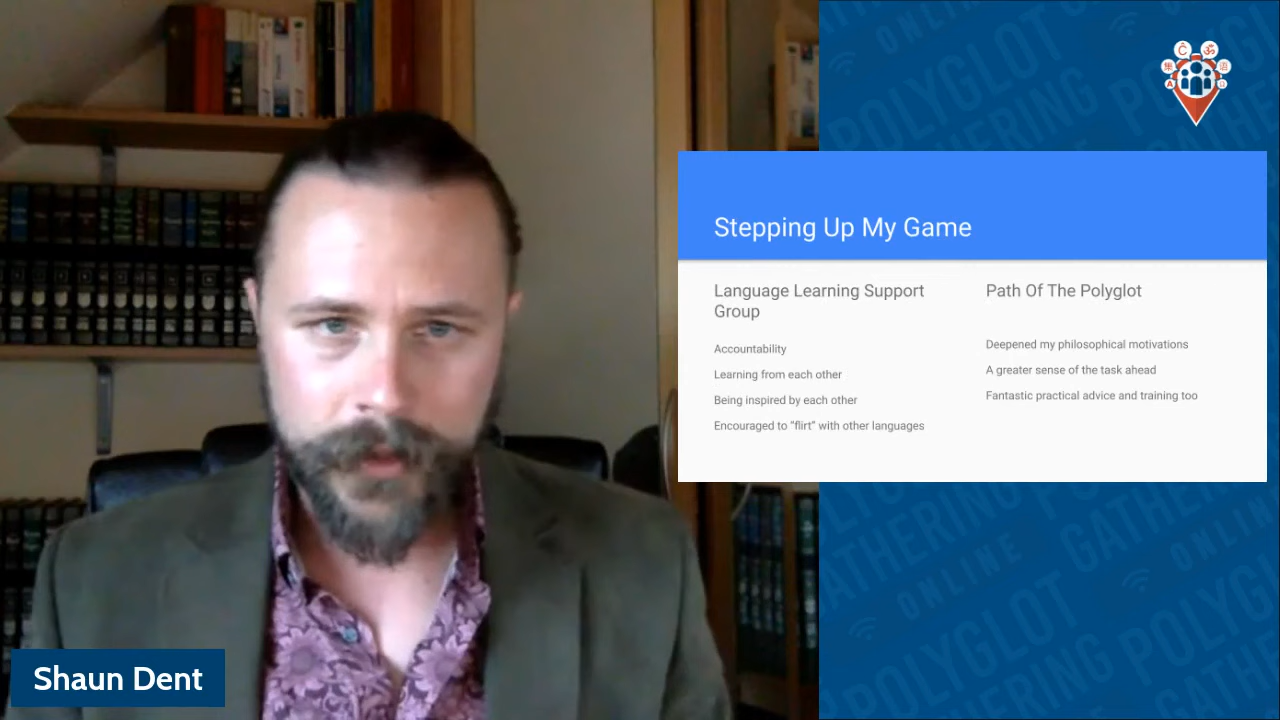 Stepping Up My Game
Language Learning Support
Group
Accountability
Learning from each other
Being inspired by each other
Encouraged to “flirt” with other languages
Path Of The Polyglot
Deepened my philosophical motivations
A greater sense of the task ahead
Fantastic practical advice and training too
Shaun Dent
POLYGLOT
GATHERING
ONLINE